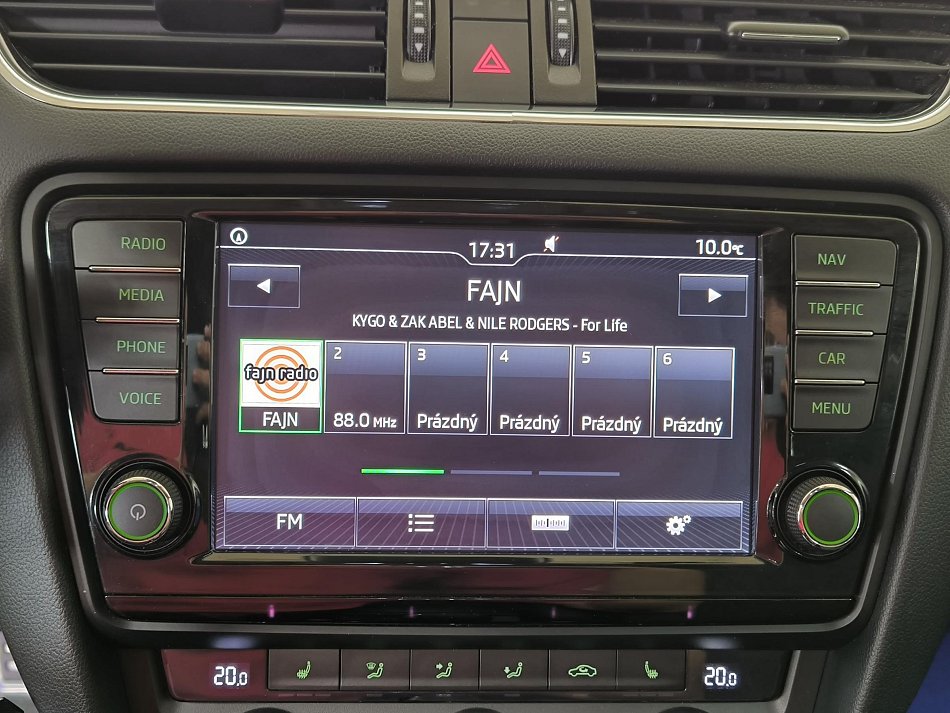 17:31
10.0°C
FAJN
KYGO & ZAK ABEL & NILE RODGERS - For Life
RADIO
MEDIA
PHONE
VOICE
fajn radio
FAJN
2
88.0 MHz
3
Prázdný
4
Prázdný
5
Prázdný
6
Prázdný
FM
NAV
TRAFFIC
CAR
MENU
20.0
20.0